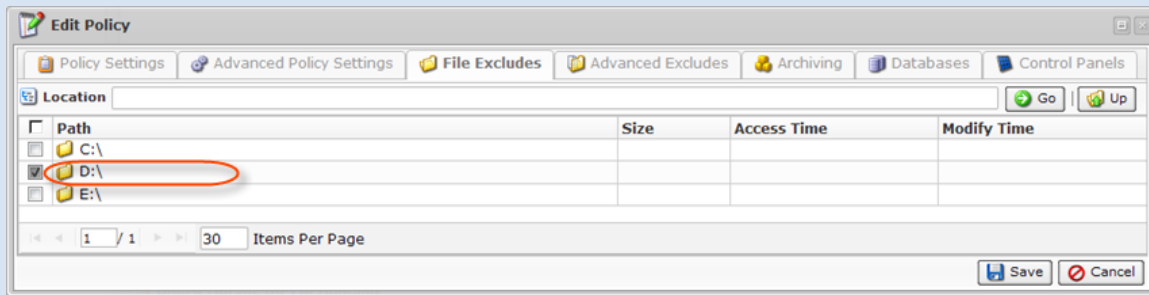 Edit Policy
Policy Settings Advanced Policy Settings File Excludes Advanced Excludes Archiving Databases Control Panels
Location Go | Up
Path Size Access Time Modify Time
C:\
D:\
E:\
1 / 1 30 Items Per Page
Save Cancel